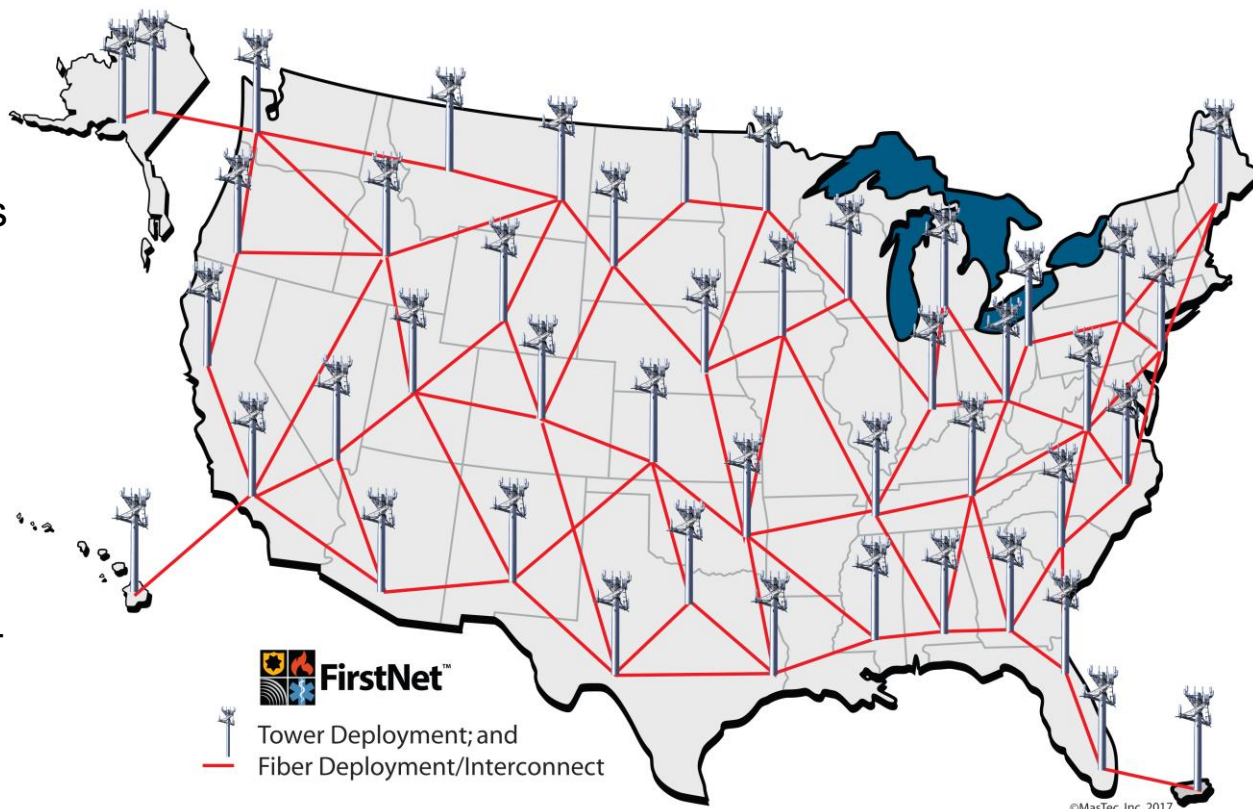 s
FirstNet™
Tower Deployment; and
Fiber Deployment/Interconnect
©MasTec, Inc. 2017